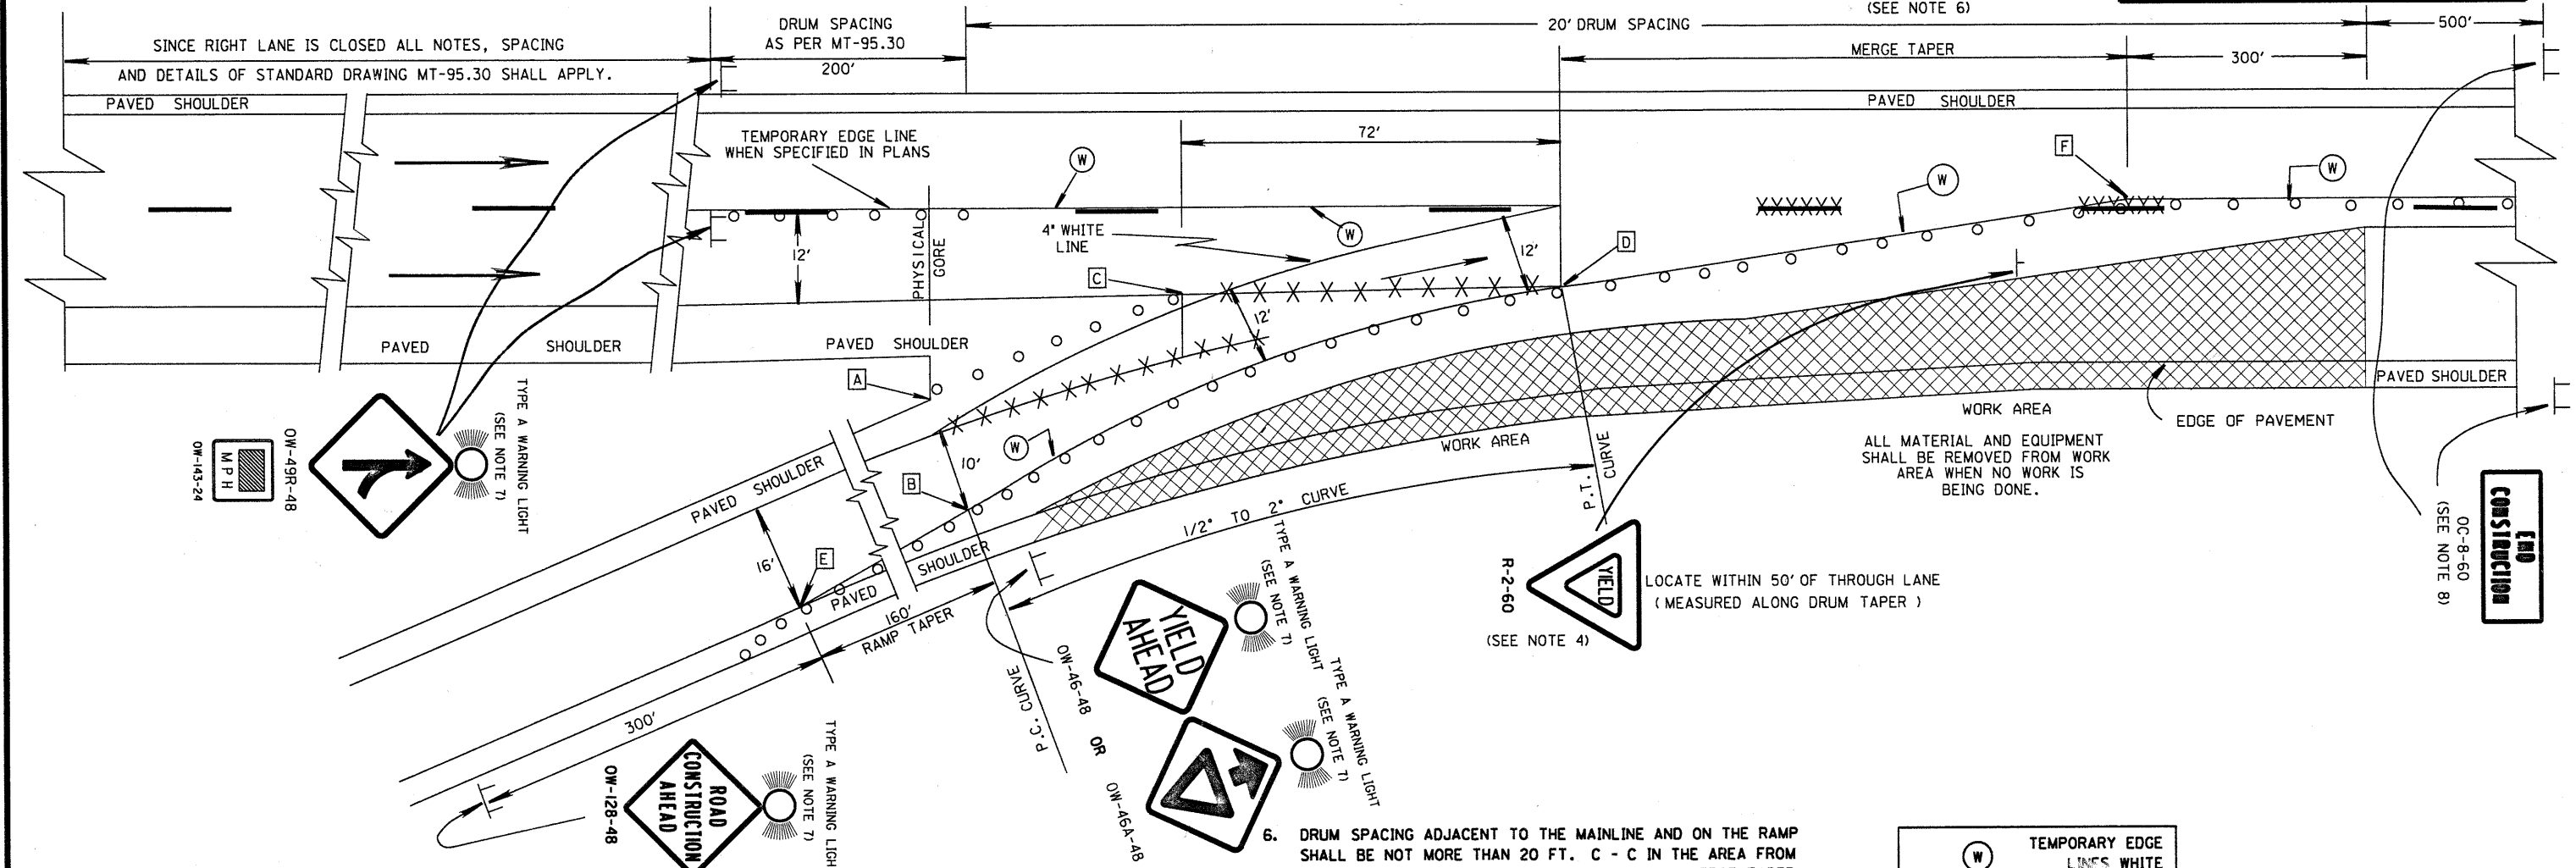 (SEE NOTE 6)
DRUM SPACING
AS PER MT-95.30
200'
20' DRUM SPACING
500'
SINCE RIGHT LANE IS CLOSED ALL NOTES, SPACING
AND DETAILS OF STANDARD DRAWING MT-95.30 SHALL APPLY.
MERGE TAPER
300'
PAVED SHOULDER
PAVED SHOULDER
TEMPORARY EDGE LINE
WHEN SPECIFIED IN PLANS
W
72'
F
W
W
4" WHITE
LINE
W
12'
PHYSICAL
GORE
C
12'
D
12'
PAVED SHOULDER
PAVED SHOULDER
A
PAVED SHOULDER
EDGE OF PAVEMENT
WORK AREA
WORK AREA
ALL MATERIAL AND EQUIPMENT
SHALL BE REMOVED FROM WORK
AREA WHEN NO WORK IS
BEING DONE.
TYPE A WARNING LIGHT
(SEE NOTE 7)
OW-49R-48
MPH
OW-143-24
PAVED SHOULDER
W
10'
B
P.T. CURVE
1/2° TO 2° CURVE
END
CONSTRUCTION
OC-8-60
(SEE NOTE 8)
16'
E
PAVED
SHOULDER
160'
RAMP TAPER
YIELD
R-2-60
(SEE NOTE 4)
LOCATE WITHIN 50' OF THROUGH LANE
( MEASURED ALONG DRUM TAPER )
TYPE A WARNING LIGHT
(SEE NOTE 7)
YIELD
AHEAD
OW-46-48
OR
OW-46A-48
TYPE A WARNING LIGHT
(SEE NOTE 7)
P.C. CURVE
300'
ROAD
CONSTRUCTION
AHEAD
OW-128-48
TYPE A WARNING LIGH
(SEE NOTE 7)
6. DRUM SPACING ADJACENT TO THE MAINLINE AND ON THE RAMP
SHALL BE NOT MORE THAN 20 FT. C - C IN THE AREA FROM
W
TEMPORARY EDGE
LINES WHITE